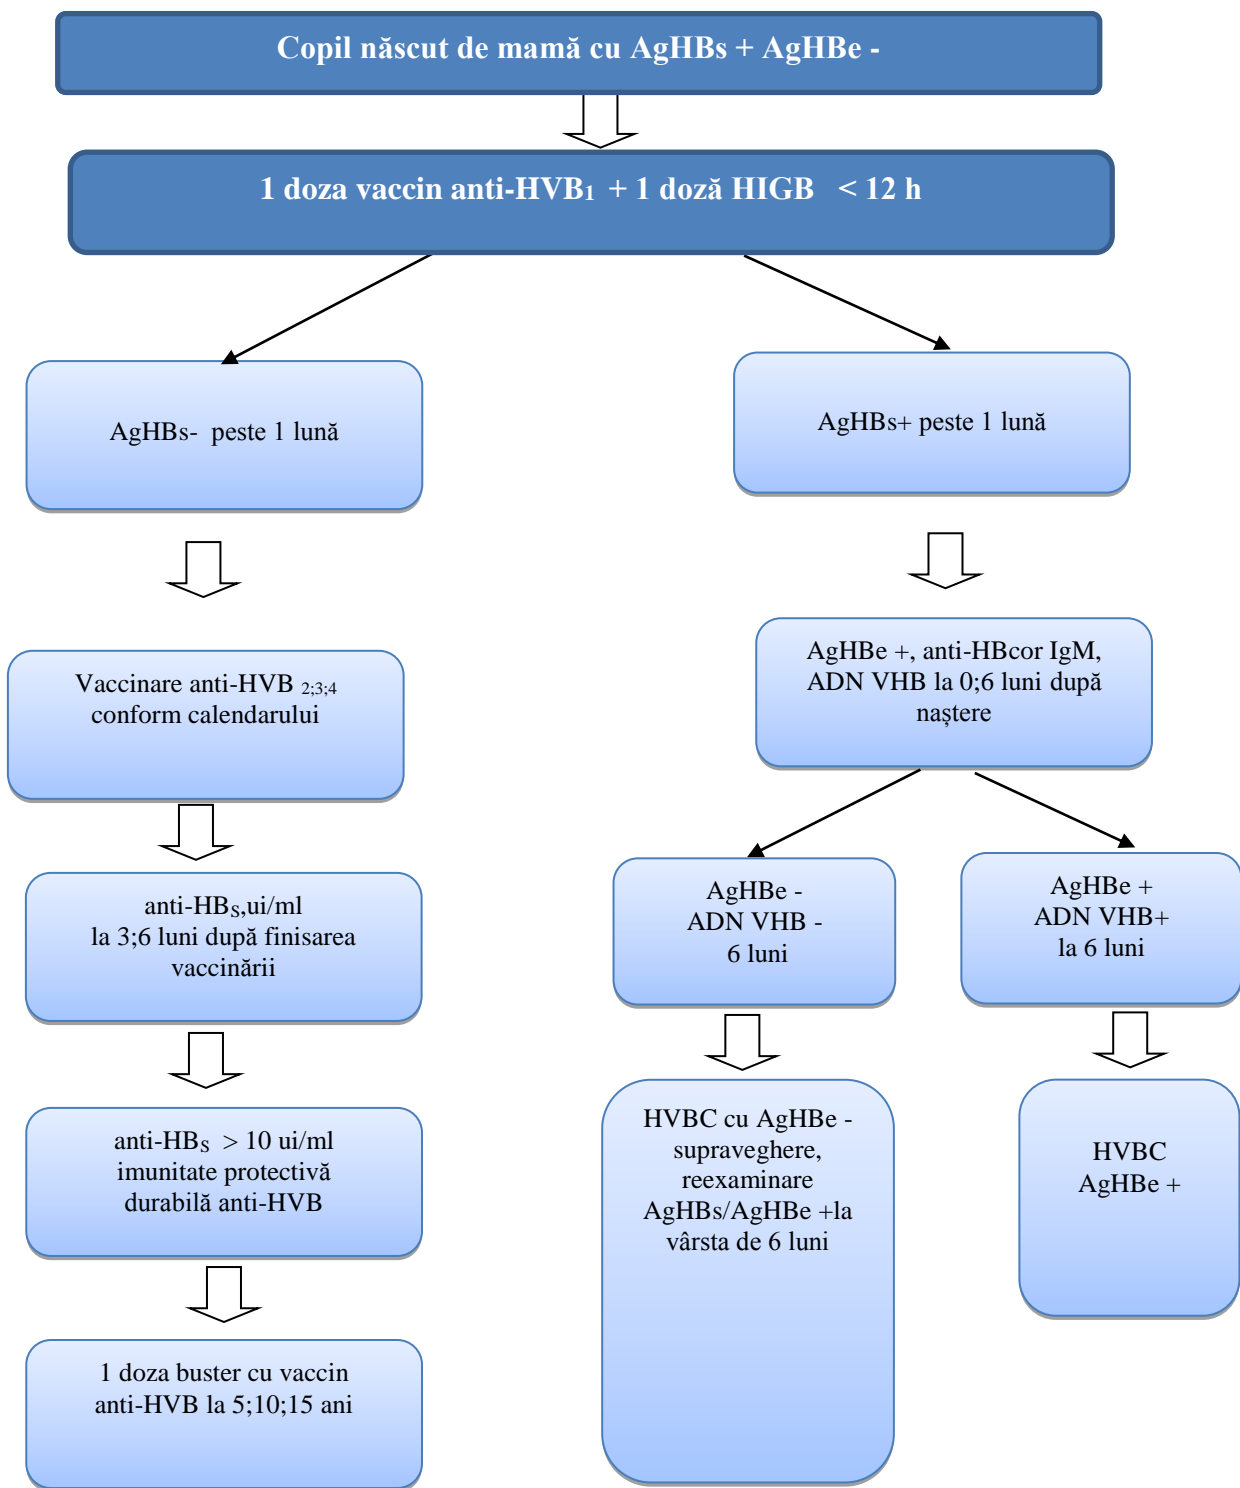 Copil născut de mamă cu AgHBs + AgHBe -
1 doza vaccin anti-HVB1 + 1 doză HIGB < 12 h
AgHBs- peste 1 lună
AgHBs+ peste 1 lună
Vaccinare anti-HVB 2;3;4
conform calendarului
AgHBe +, anti-HBcor IgM,
ADN VHB la 0;6 luni după
naștere
anti-HBs,ui/ml
la 3;6 luni după finisarea
vaccinării
AgHBe -
ADN VHB -
6 luni
AgHBe +
ADN VHB+
la 6 luni
anti-HBs > 10 ui/ml
imunitate protectivă
durabilă anti-HVB
HVBC cu AgHBe -
supraveghere,
reexaminare
AgHBs/AgHBe +la
vârsta de 6 luni
HVBC
AgHBe +
1 doza buster cu vaccin
anti-HVB la 5;10;15 ani